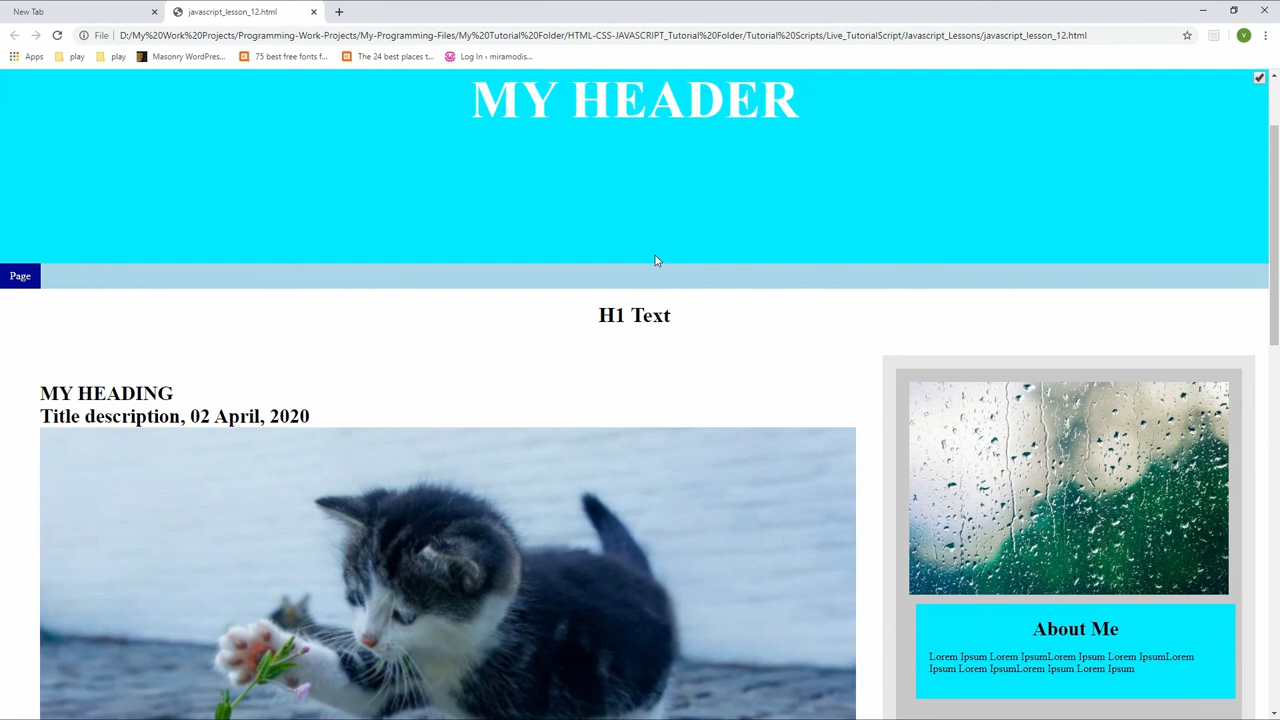 New Tab
javascript_lesson_12.html
File
D:/My%20Work%20Projects/Programming-Work-Projects/My-Programming-Files/My%20Tutorial%20Folder/HTML-CSS-JAVASCRIPT_Tutorial%20Folder/Tutorial%20Scripts/Live_TutorialScript/Javascript_Lessons/javascript_lesson_12.html
V
Apps
play
play
Masonry WordPres...
75 best free fonts f...
The 24 best places t...
Log In ‹ miramodis...
MY HEADER
Page
H1 Text
MY HEADING
Title description, 02 April, 2020
About Me
Lorem Ipsum Lorem IpsumLorem Ipsum Lorem IpsumLorem
Ipsum Lorem IpsumLorem Ipsum Lorem Ipsum